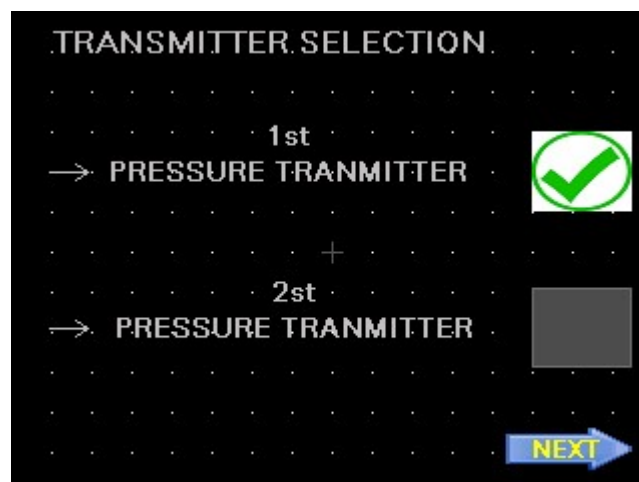 TRANSMITTER SELECTION
1st
PRESSURE TRANMITTER
2st
PRESSURE TRANMITTER
NEXT